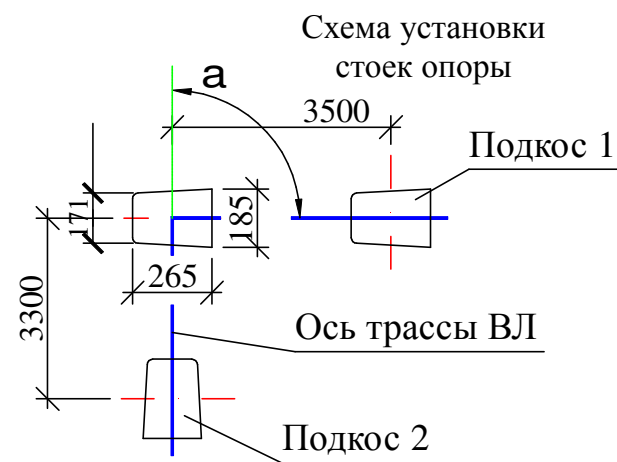 Схема установки
стоек опоры
a
3500
Подкос 1
171
185
265
3300
Ось трассы ВЛ
Подкос 2